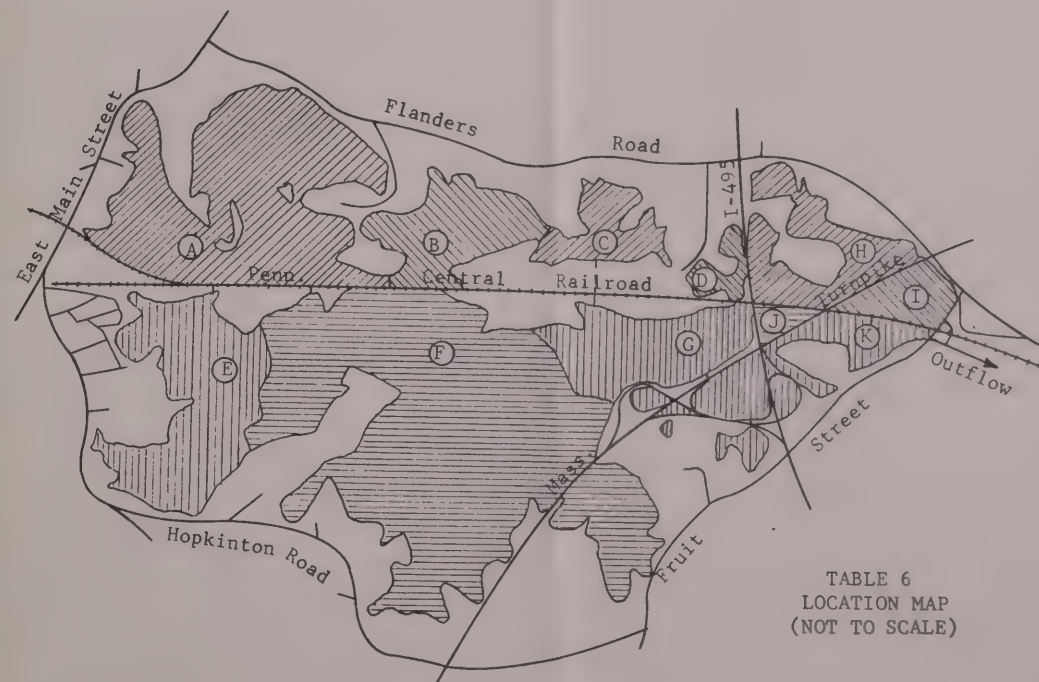 Flanders
Road
East Main Street
I-495
A
B
C
D
H
Penn. Central Railroad
Turnpike
I
J
E
F
G
K
Outflow
Mass.
Street
Fruit
Hopkinton Road
TABLE 6
LOCATION MAP
(NOT TO SCALE)